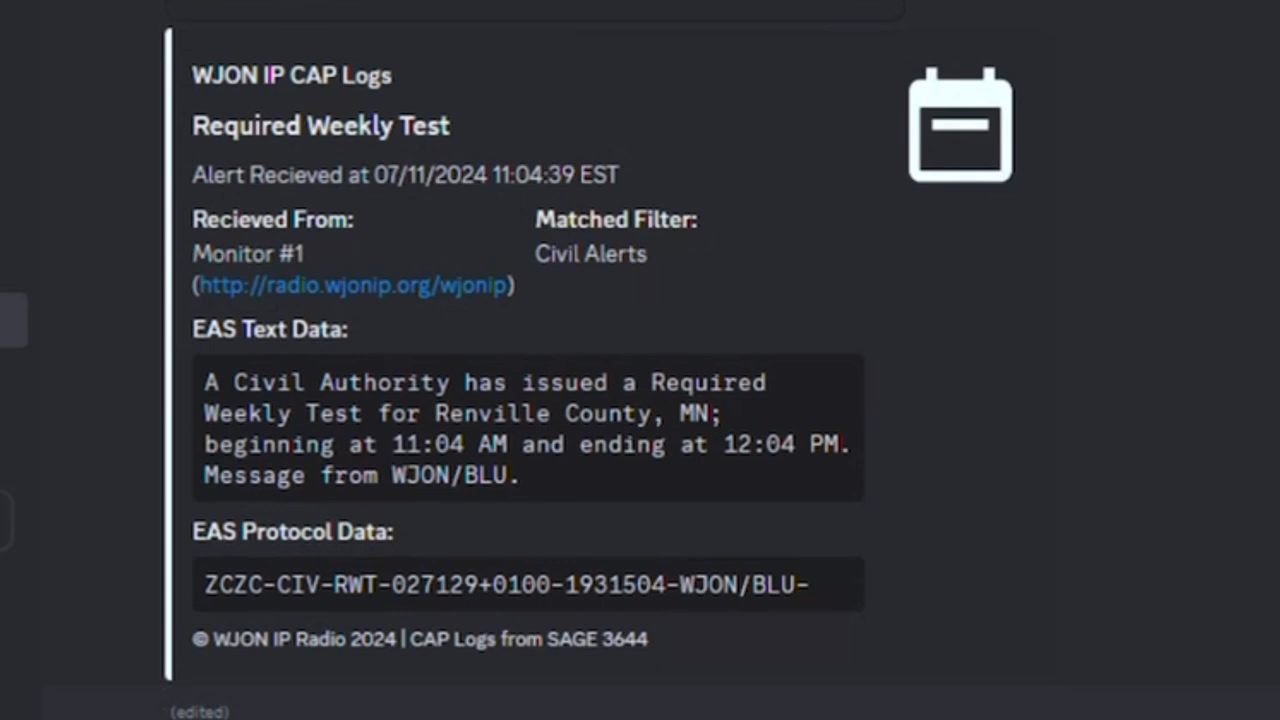 WJON IP CAP Logs
Required Weekly Test
Alert Recieved at 07/11/2024 11:04:39 EST
Recieved From:
Matched Filter:
Monitor #1
Civil Alerts
(http://radio.wjonip.org/wjonip)
EAS Text Data:
A Civil Authority has issued a Required
Weekly Test for Renville County, MN;
beginning at 11:04 AM and ending at 12:04 PM.
Message from WJON/BLU.
EAS Protocol Data:
ZCZC-CIV-RWT-027129+0100-1931504-WJON/BLU-
© WJON IP Radio 2024 | CAP Logs from SAGE 3644
(edited)